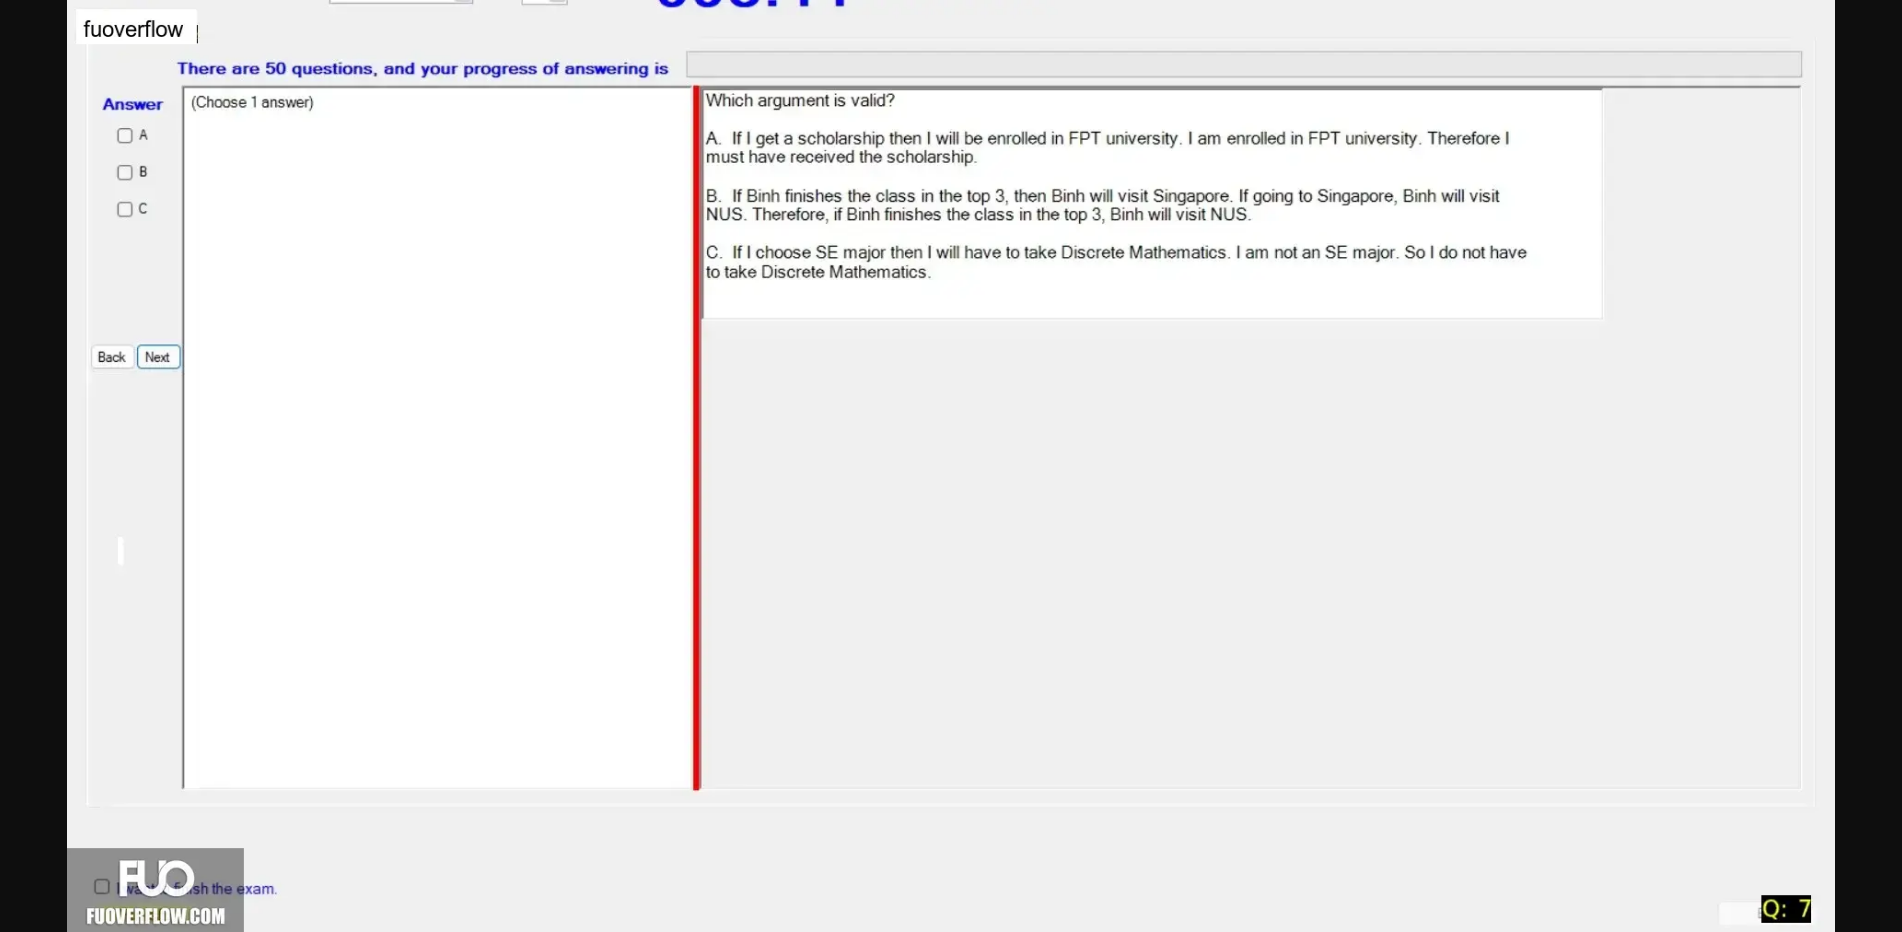 fuoverflow
There are 50 questions, and your progress of answering is
Answer
(Choose 1 answer)
A
B
C
Back
Next
Which argument is valid?
A. If I get a scholarship then I will be enrolled in FPT university. I am enrolled in FPT university. Therefore I
must have received the scholarship.
B. If Binh finishes the class in the top 3, then Binh will visit Singapore. If going to Singapore, Binh will visit
NUS. Therefore, if Binh finishes the class in the top 3, Binh will visit NUS.
C. If I choose SE major then I will have to take Discrete Mathematics. I am not an SE major. So I do not have
to take Discrete Mathematics.
FUO
the exam.
FUOVERFLOW.COM
Q: 7